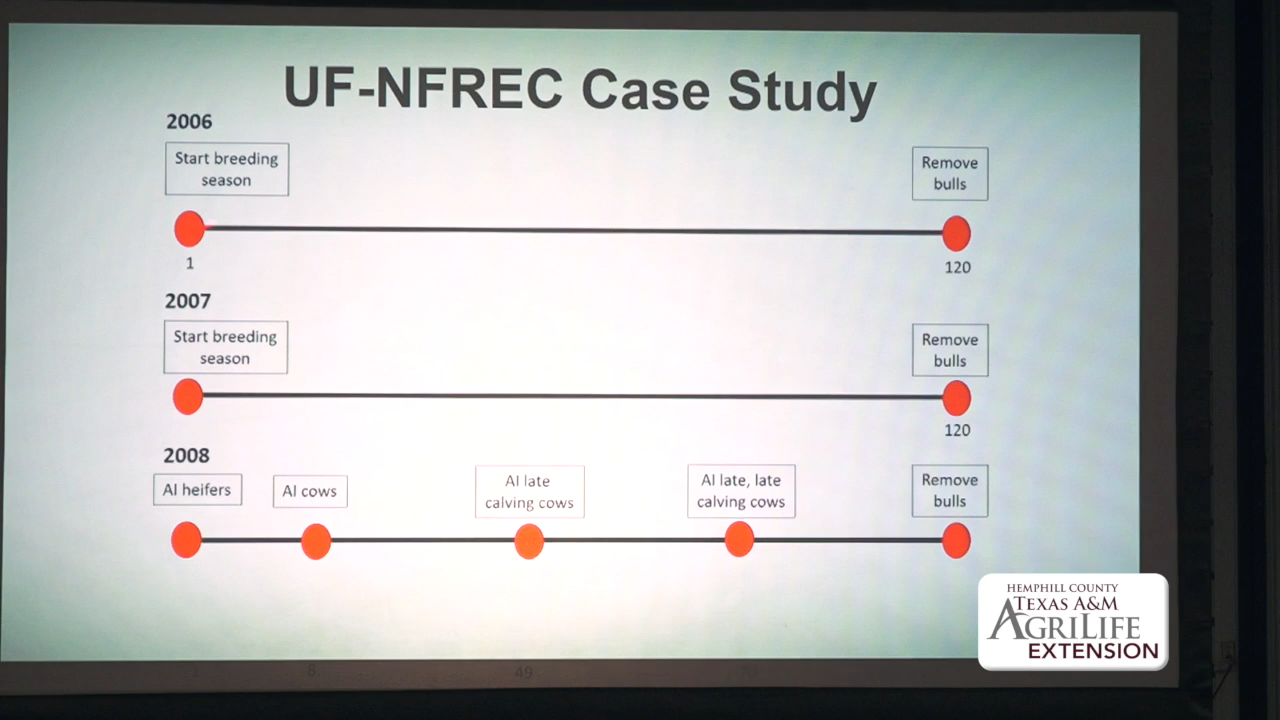 UF-NFREC Case Study
2006
Start breeding
season
Remove
bulls
1
120
2007
Start breeding
season
Remove
bulls
120
2008
AI heifers
AI cows
AI late
calving cows
AI late, late
calving cows
Remove
bulls
8
49
HEMPHILL COUNTY
TEXAS A&M
AGRILIFE
EXTENSION